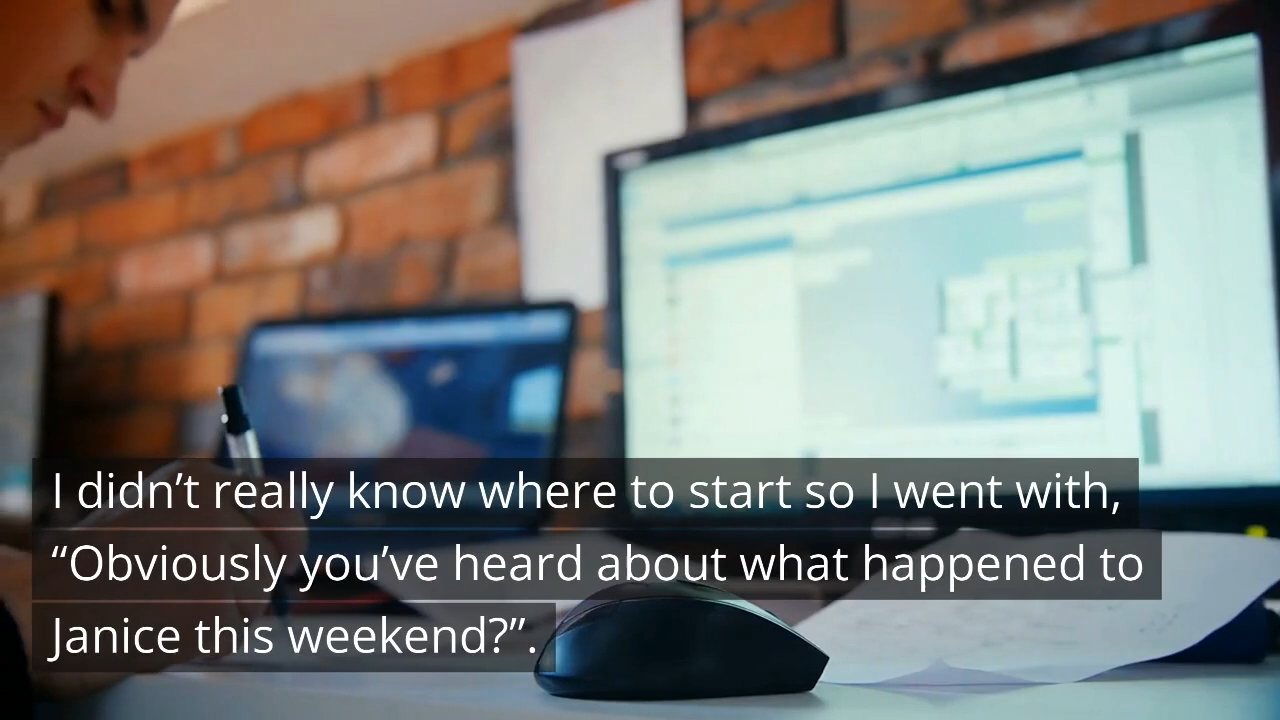 I didn’t really know where to start so I went with,
“Obviously you’ve heard about what happened to
Janice this weekend?”.